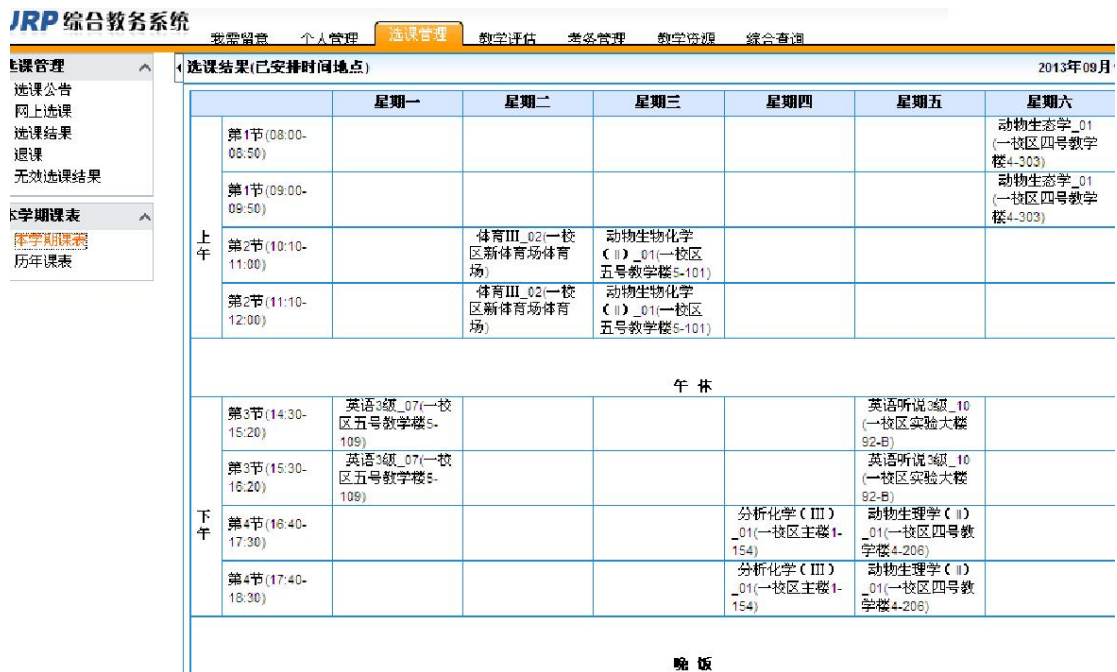 URP 综合教务系统
我需留意 个人管理 选课管理 教学评估 考务管理 教学资源 综合查询
选课管理
选课公告
网上选课
选课结果
退课
无效选课结果
本学期课表
本学期课表
历年课表
选课结果(已安排时间地点)
2013年09月
星期一 星期二 星期三 星期四 星期五 星期六
上午
第1节(08:00-
08:50)
动物生态学_01
(一校区四号教学
楼4-303)
第1节(09:00-
09:50)
动物生态学_01
(一校区四号教学
楼4-303)
第2节(10:10-
11:00)
体育III_02(一校
区新体育场体育
场)
动物生物化学
(II)_01(一校区
五号教学楼5-101)
第2节(11:10-
12:00)
体育III_02(一校
区新体育场体育
场)
动物生物化学
(II)_01(一校区
五号教学楼5-101)
午 休
下午
第3节(14:30-
15:20)
英语3级_07(一校
区五号教学楼5-
109)
英语听说3级_10
(一校区实验大楼
92-B)
第3节(15:30-
16:20)
英语3级_07(一校
区五号教学楼5-
109)
英语听说3级_10
(一校区实验大楼
92-B)
第4节(16:40-
17:30)
分析化学(III)
_01(一校区主楼1-
154)
动物生理学(II)
_01(一校区四号教
学楼4-206)
第4节(17:40-
18:30)
分析化学(III)
_01(一校区主楼1-
154)
动物生理学(II)
_01(一校区四号教
学楼4-206)
晚 饭